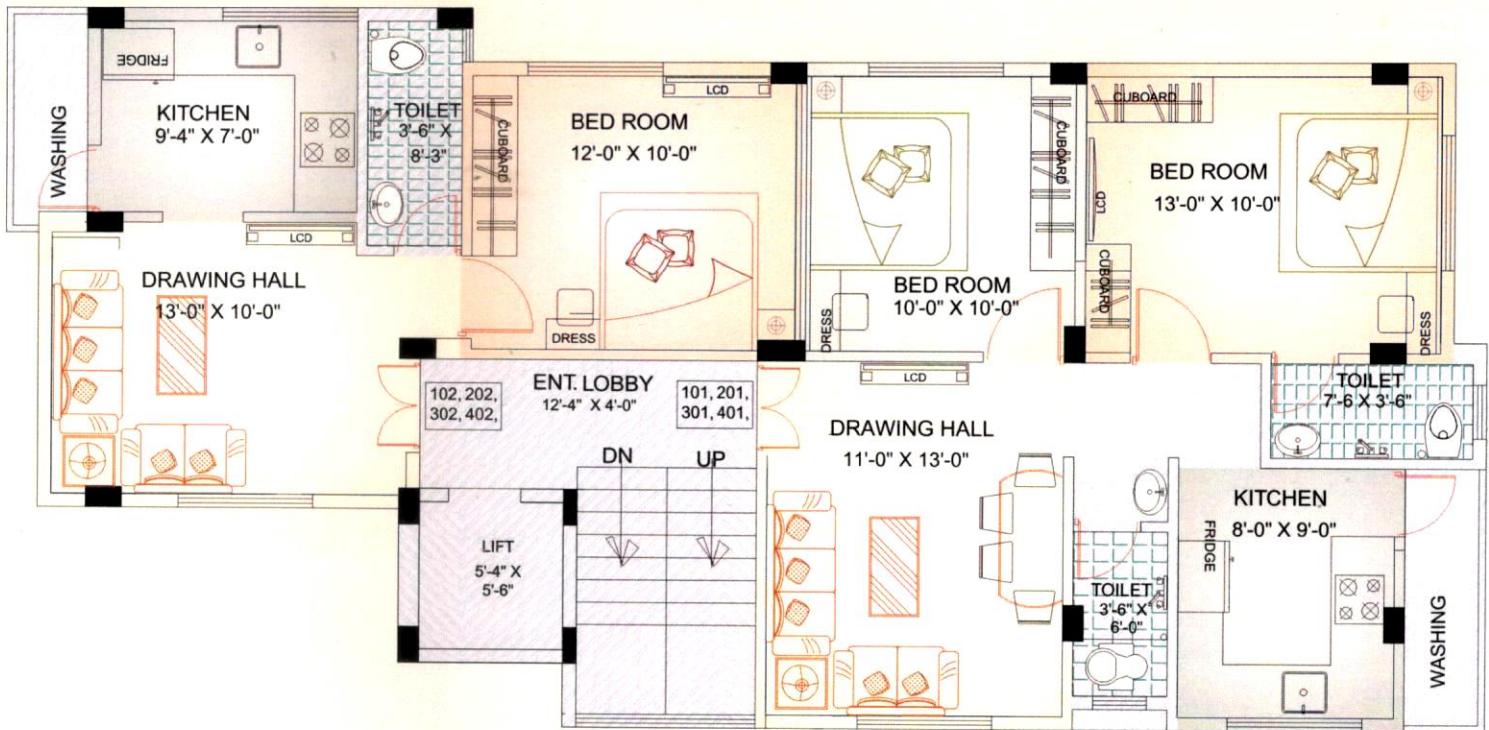 FRIDGE
KITCHEN
9'-4" X 7'-0"
WASHING
TOILET
3'-6" X
8'-3"
CUBOARD
LCD
BED ROOM
12'-0" X 10'-0"
DRESS
LCD
DRAWING HALL
13'-0" X 10'-0"
CUBOARD
BED ROOM
10'-0" X 10'-0"
DRESS
CUBOARD
LCD
CUBOARD
BED ROOM
13'-0" X 10'-0"
DRESS
102, 202,
302, 402,
ENT. LOBBY
12'-4" X 4'-0"
101, 201,
301, 401,
DN
UP
LIFT
5'-4" X
5'-6"
LCD
DRAWING HALL
11'-0" X 13'-0"
TOILET
7'-6 X 3'-6"
TOILET
3'-6" X
6'-0"
KITCHEN
8'-0" X 9'-0"
FRIDGE
WASHING